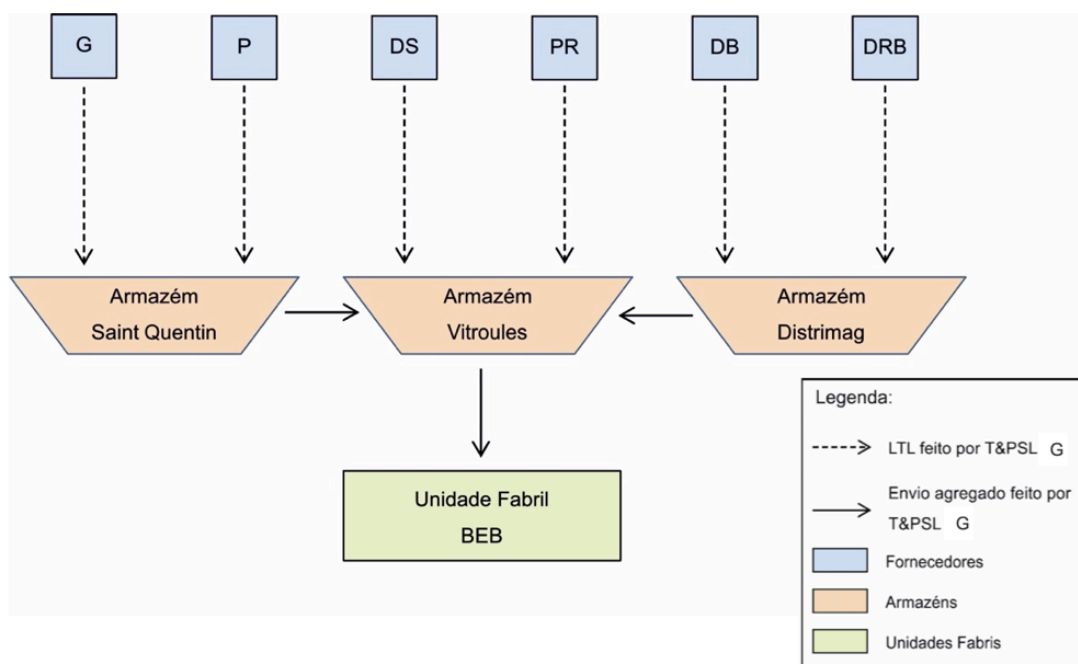 G
P
DS
PR
DB
DRB
Armazém
Saint Quentin
Armazém
Vitroules
Armazém
Distrimag
Unidade Fabril
BEB
Legenda:
LTL feito por T&PSL G
Envio agregado feito por
T&PSL G
Fornecedores
Armazéns
Unidades Fabris